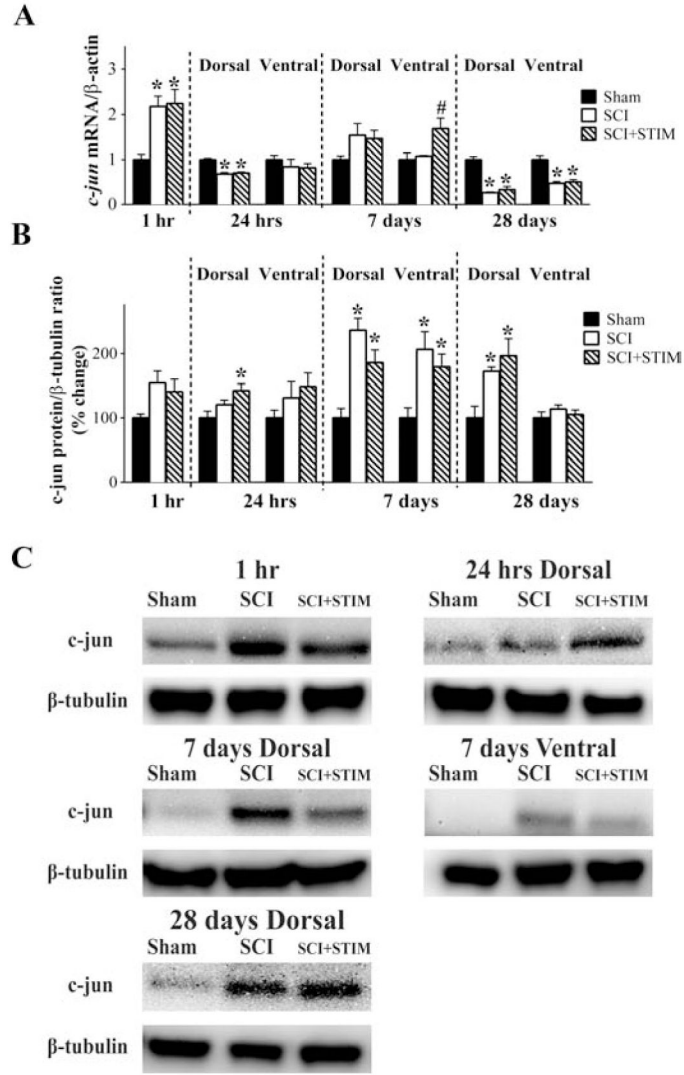 A
c-jun mRNA/β-actin
3
2
1
0
Dorsal Ventral
Dorsal Ventral
Dorsal Ventral
* *
* *
#
* *
* *
Sham
SCI
SCI+STIM
1 hr
24 hrs
7 days
28 days
B
c-jun protein/β-tubulin ratio
(% change)
200
100
0
Dorsal Ventral
Dorsal Ventral
Dorsal Ventral
*
* *
* *
* *
Sham
SCI
SCI+STIM
1 hr
24 hrs
7 days
28 days
C
1 hr
Sham SCI SCI+STIM
c-jun
β-tubulin
24 hrs Dorsal
Sham SCI SCI+STIM
7 days Dorsal
Sham SCI SCI+STIM
c-jun
β-tubulin
7 days Ventral
Sham SCI SCI+STIM
28 days Dorsal
Sham SCI SCI+STIM
c-jun
β-tubulin